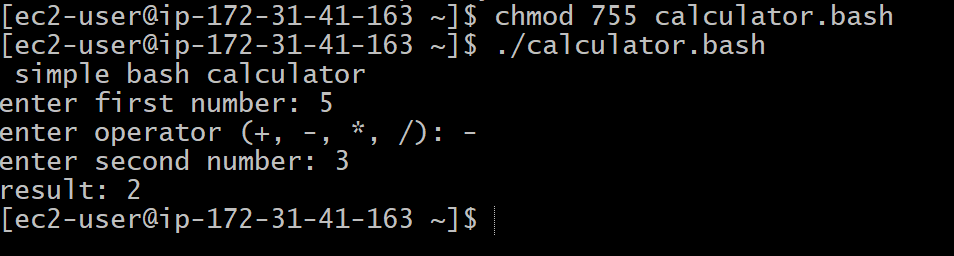 [ec2-user@ip-172-31-41-163 ~]$ chmod 755 calculator.bash
[ec2-user@ip-172-31-41-163 ~]$ ./calculator.bash
 simple bash calculator
enter first number: 5
enter operator (+, -, *, /): -
enter second number: 3
result: 2
[ec2-user@ip-172-31-41-163 ~]$